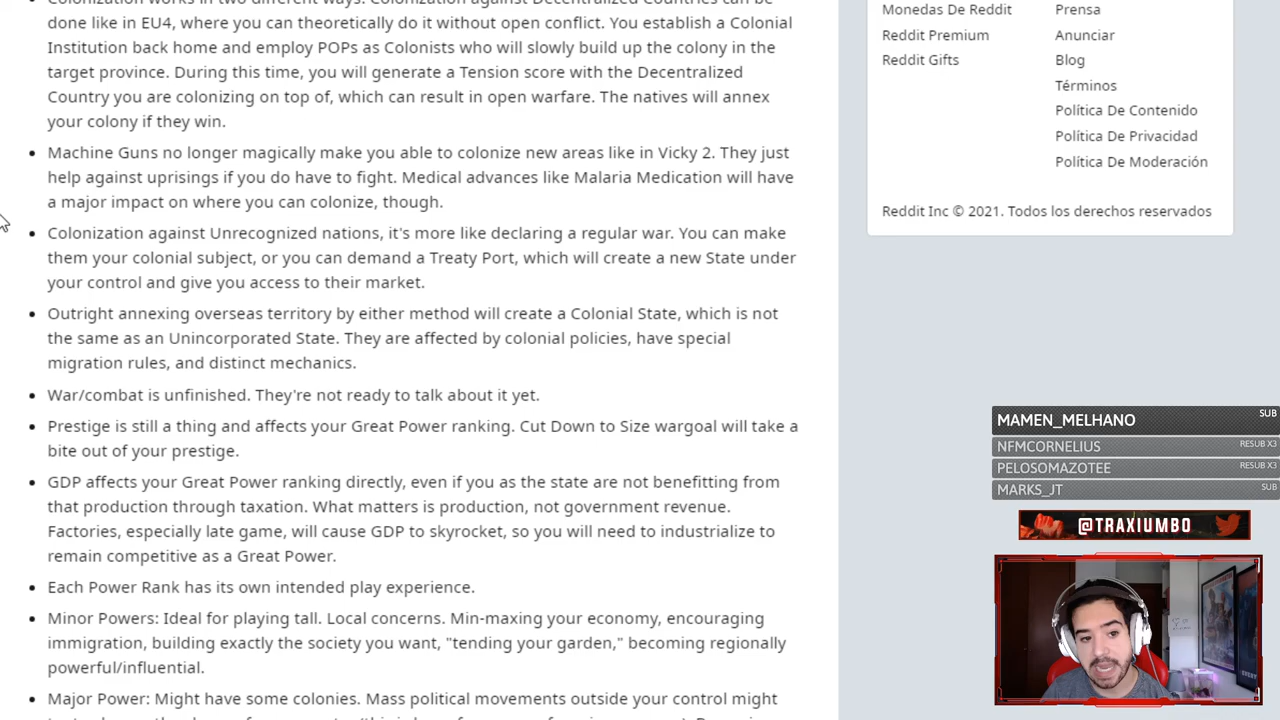 Colonization works in two different ways. Colonization against Decentralized Countries can be
done like in EU4, where you can theoretically do it without open conflict. You establish a Colonial
Institution back home and employ POPs as Colonists who will slowly build up the colony in the
target province. During this time, you will generate a Tension score with the Decentralized
Country you are colonizing on top of, which can result in open warfare. The natives will annex
your colony if they win.
Machine Guns no longer magically make you able to colonize new areas like in Vicky 2. They just
help against uprisings if you do have to fight. Medical advances like Malaria Medication will have
a major impact on where you can colonize, though.
Colonization against Unrecognized nations, it's more like declaring a regular war. You can make
them your colonial subject, or you can demand a Treaty Port, which will create a new State under
your control and give you access to their market.
Outright annexing overseas territory by either method will create a Colonial State, which is not
the same as an Unincorporated State. They are affected by colonial policies, have special
migration rules, and distinct mechanics.
War/combat is unfinished. They're not ready to talk about it yet.
Prestige is still a thing and affects your Great Power ranking. Cut Down to Size wargoal will take a
bite out of your prestige.
GDP affects your Great Power ranking directly, even if you as the state are not benefitting from
that production through taxation. What matters is production, not government revenue.
Factories, especially late game, will cause GDP to skyrocket, so you will need to industrialize to
remain competitive as a Great Power.
Each Power Rank has its own intended play experience.
Minor Powers: Ideal for playing tall. Local concerns. Min-maxing your economy, encouraging
immigration, building exactly the society you want, "tending your garden," becoming regionally
powerful/influential.
Major Power: Might have some colonies. Mass political movements outside your control might
Monedas De Reddit
Reddit Premium
Reddit Gifts
Prensa
Anunciar
Blog
Términos
Política De Contenido
Política De Privacidad
Política De Moderación
Reddit Inc © 2021. Todos los derechos reservados
MAMEN_MELHANO SUB
NFMCORNELIUS RESUB X3
PELOSOMAZOTEE RESUB X3
MARKS_JT SUB
@TRAXIUMBO